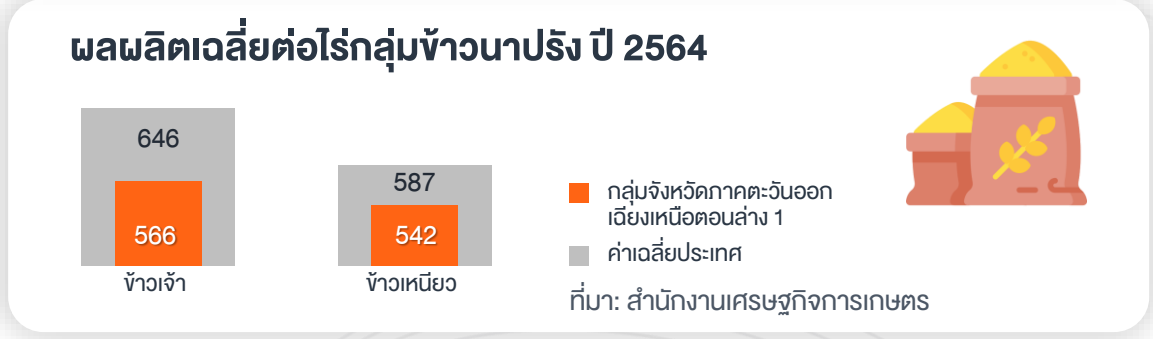 ผลผลิตเฉลี่ยต่อไร่กลุ่มข้าวนาปรัง ปี 2564
646
566
ข้าวเจ้า
587
542
ข้าวเหนียว
กลุ่มจังหวัดภาคตะวันออก
เฉียงเหนือตอนล่าง 1
ค่าเฉลี่ยประเทศ
ที่มา: สำนักงานเศรษฐกิจการเกษตร